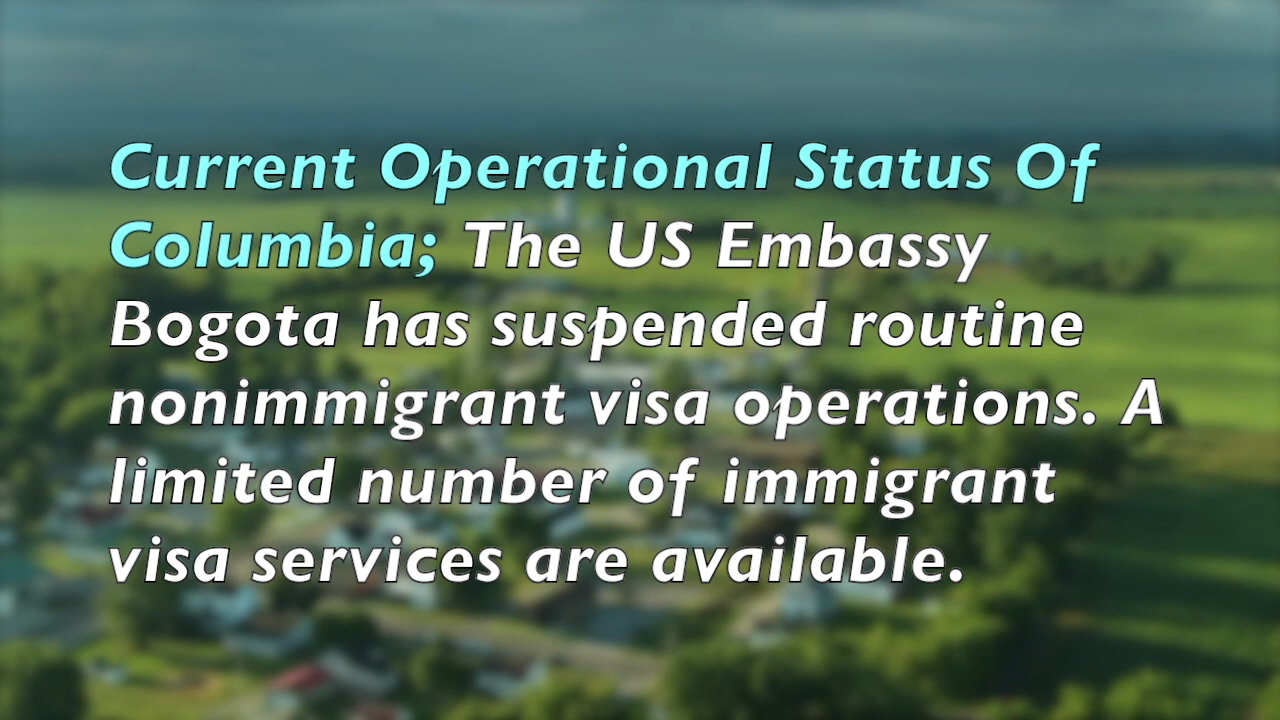 Current Operational Status Of
Columbia; The US Embassy
Bogota has suspended routine
nonimmigrant visa operations. A
limited number of immigrant
visa services are available.